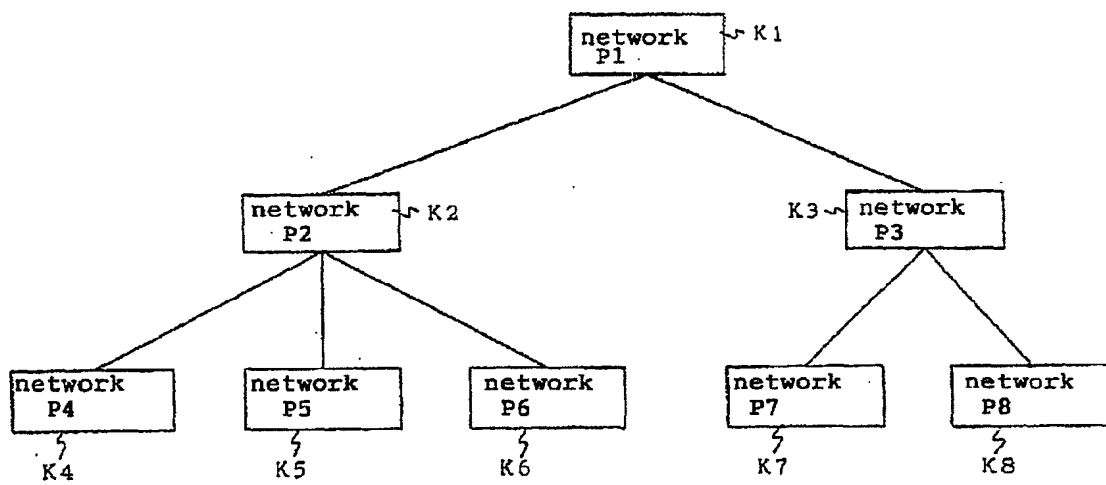 network
P1
K1
network
P2
K2
K3
network
P3
network
P4
network
P5
network
P6
network
P7
network
P8
K4
K5
K6
K7
K8